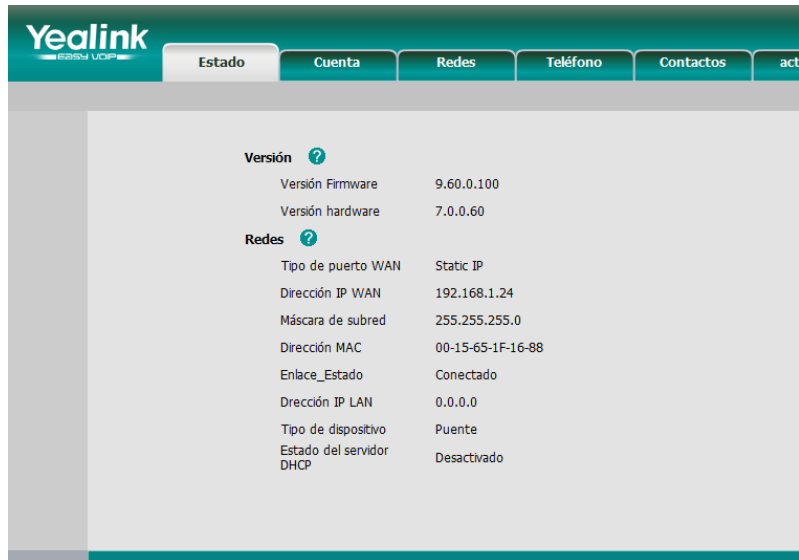 Yealink
EASY VOIP
Estado Cuenta Redes Teléfono Contactos act
Versión ?
Versión Firmware 9.60.0.100
Versión hardware 7.0.0.60
Redes ?
Tipo de puerto WAN Static IP
Dirección IP WAN 192.168.1.24
Máscara de subred 255.255.255.0
Dirección MAC 00-15-65-1F-16-88
Enlace_Estado Conectado
Drección IP LAN 0.0.0.0
Tipo de dispositivo Puente
Estado del servidor
DHCP Desactivado